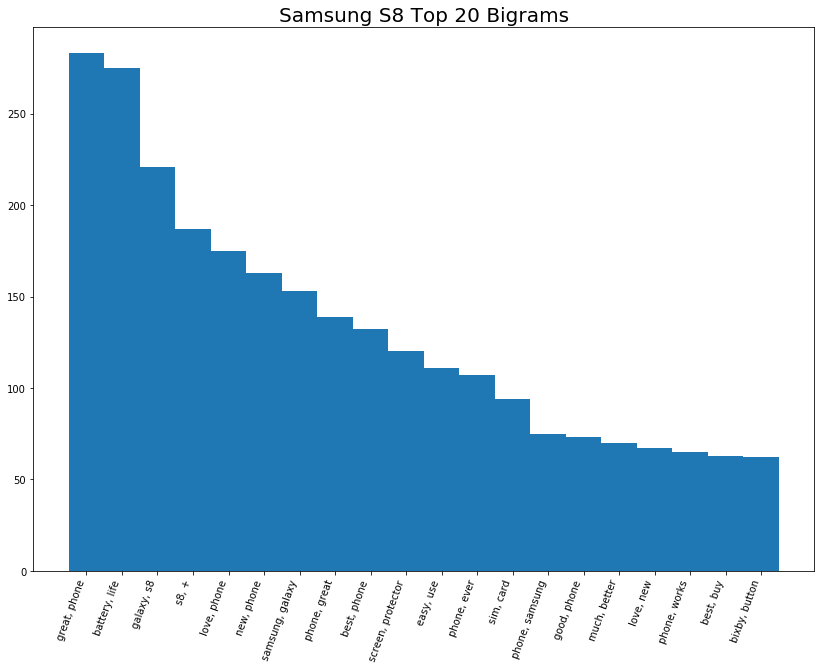 Samsung S8 Top 20 Bigrams
250
200
150
100
50
0
great, phone
battery, life
galaxy, s8
s8, +
love, phone
new, phone
samsung, galaxy
phone, great
best, phone
screen, protector
easy, use
phone, ever
sim, card
phone, samsung
good, phone
much, better
love, new
phone, works
best, buy
bixby, button